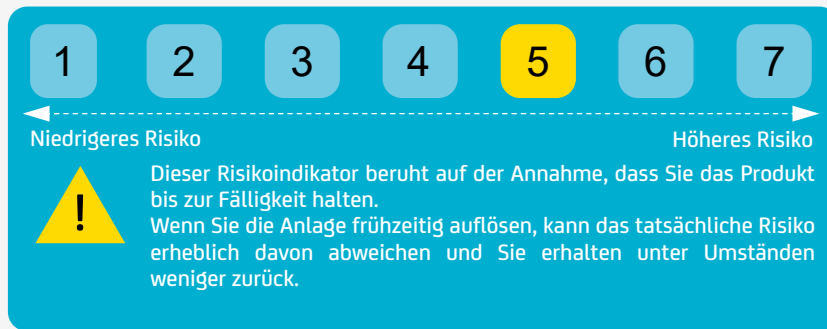 1 2 3 4 5 6 7
Niedrigeres Risiko Höheres Risiko
Dieser Risikoindikator beruht auf der Annahme, dass Sie das Produkt
bis zur Fälligkeit halten.
Wenn Sie die Anlage frühzeitig auflösen, kann das tatsächliche Risiko
erheblich davon abweichen und Sie erhalten unter Umständen
weniger zurück.
!